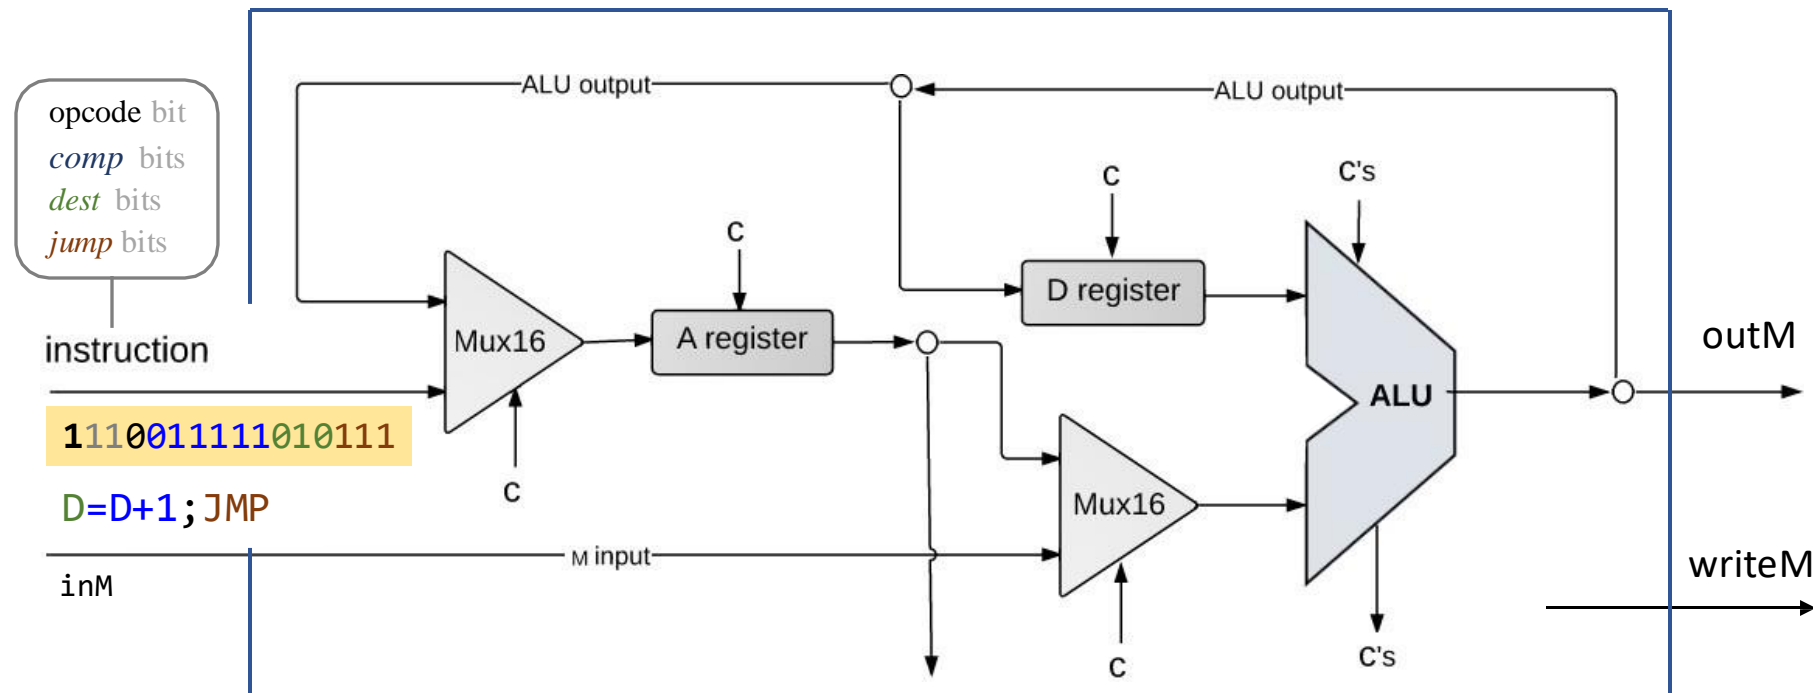 ALU output
ALU output
opcode bit
comp bits
dest bits
jump bits
c
c's
c
D register
instruction
Mux16
A register
outM
ALU
1110011111010111
c
Mux16
D=D+1;JMP
M input
inM
writeM
c
c's